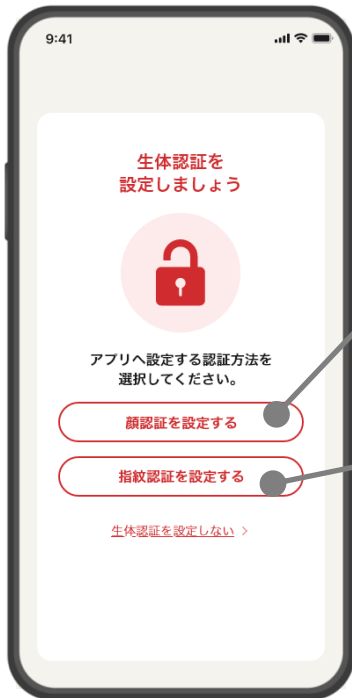 9:41
生体認証を
設定しましょう
アプリへ設定する認証方法を
選択してください。
顔認証を設定する
指紋認証を設定する
生体認証を設定しない >